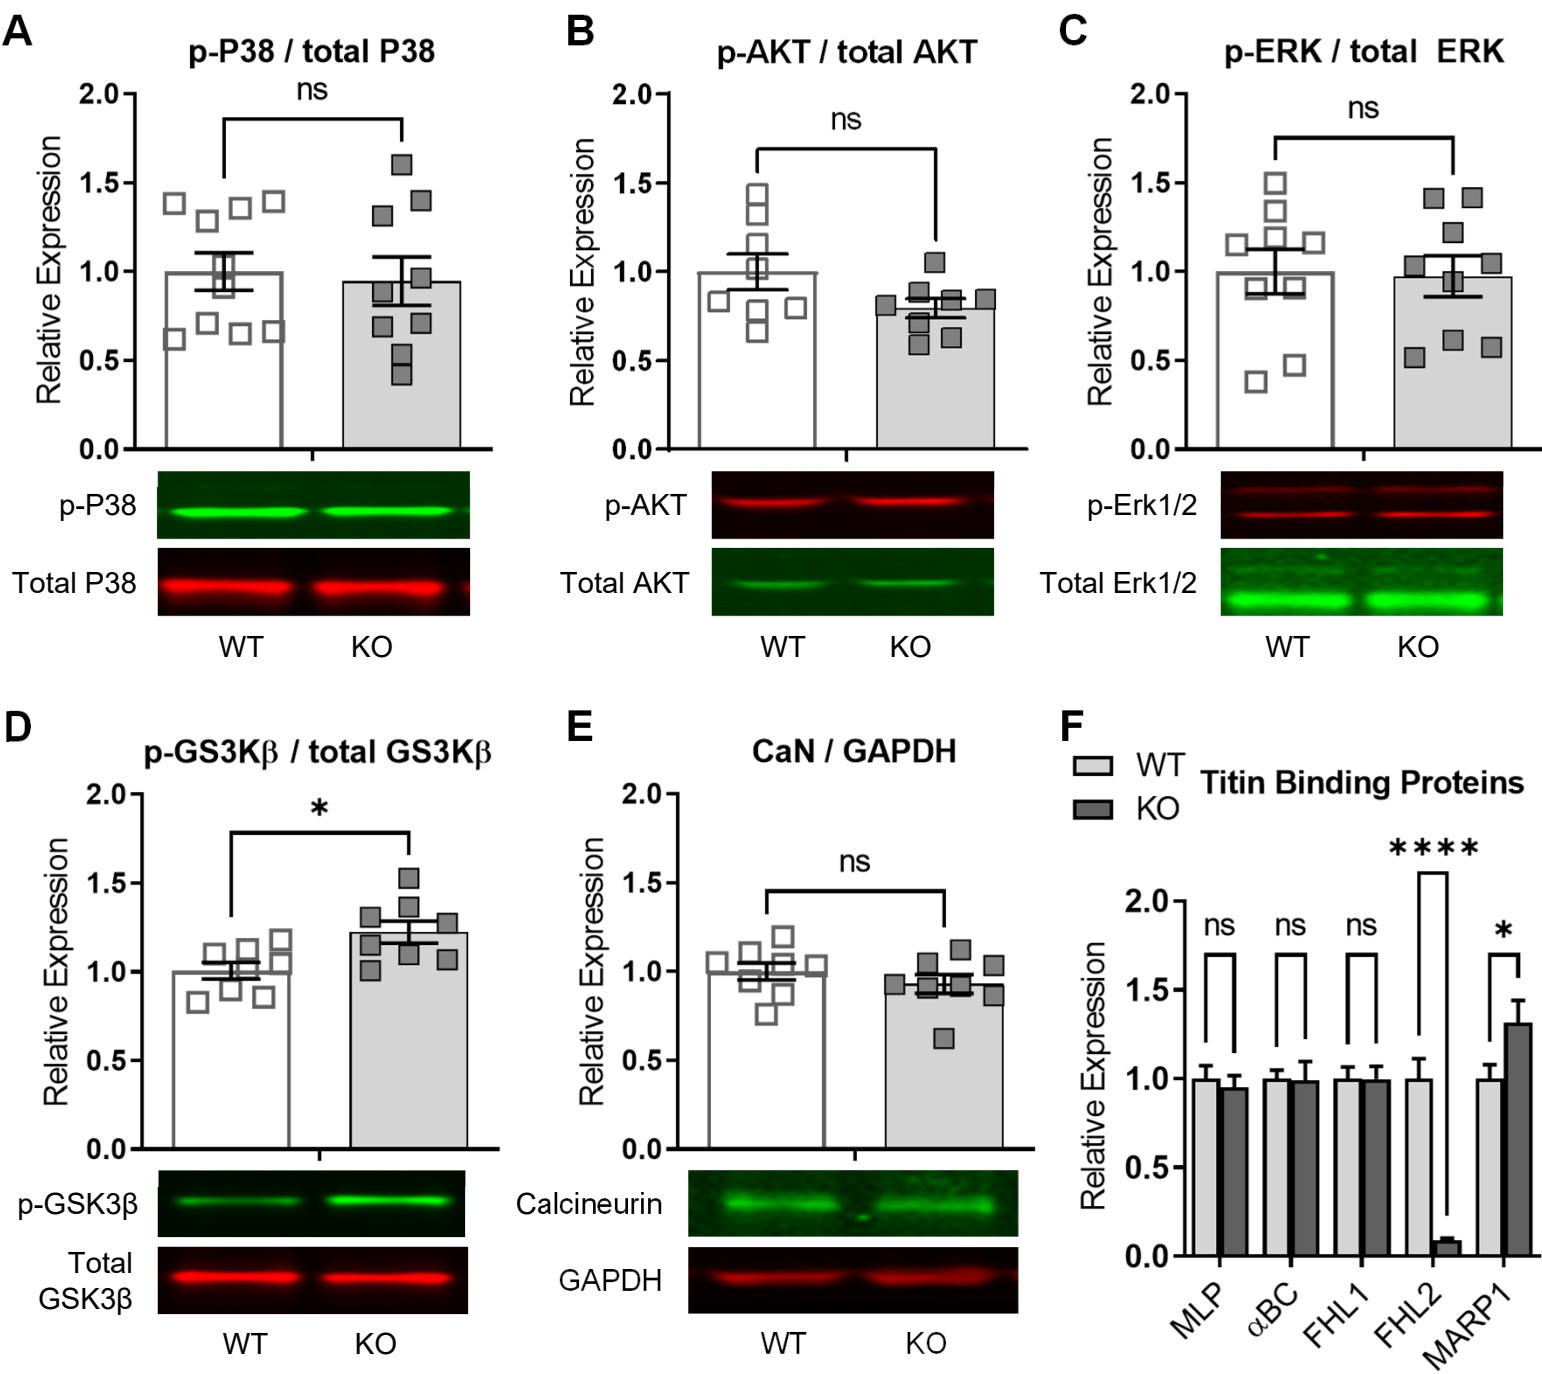 A
p-P38 / total P38
ns
Relative Expression
2.0
1.5
1.0
0.5
0.0
p-P38
Total P38
WT KO
B
p-AKT / total AKT
ns
Relative Expression
2.0
1.5
1.0
0.5
0.0
p-AKT
Total AKT
WT KO
C
p-ERK / total ERK
ns
Relative Expression
2.0
1.5
1.0
0.5
0.0
p-Erk1/2
Total Erk1/2
WT KO
D
p-GS3Kβ / total GS3Kβ
*
Relative Expression
2.0
1.5
1.0
0.5
0.0
p-GSK3β
Total
GSK3β
WT KO
E
CaN / GAPDH
ns
Relative Expression
2.0
1.5
1.0
0.5
0.0
Calcineurin
GAPDH
WT KO
F
WT
KO
Titin Binding Proteins
ns ns ns **** *
Relative Expression
2.0
1.5
1.0
0.5
0.0
MLP
αBC
FHL1
FHL2
MARP1